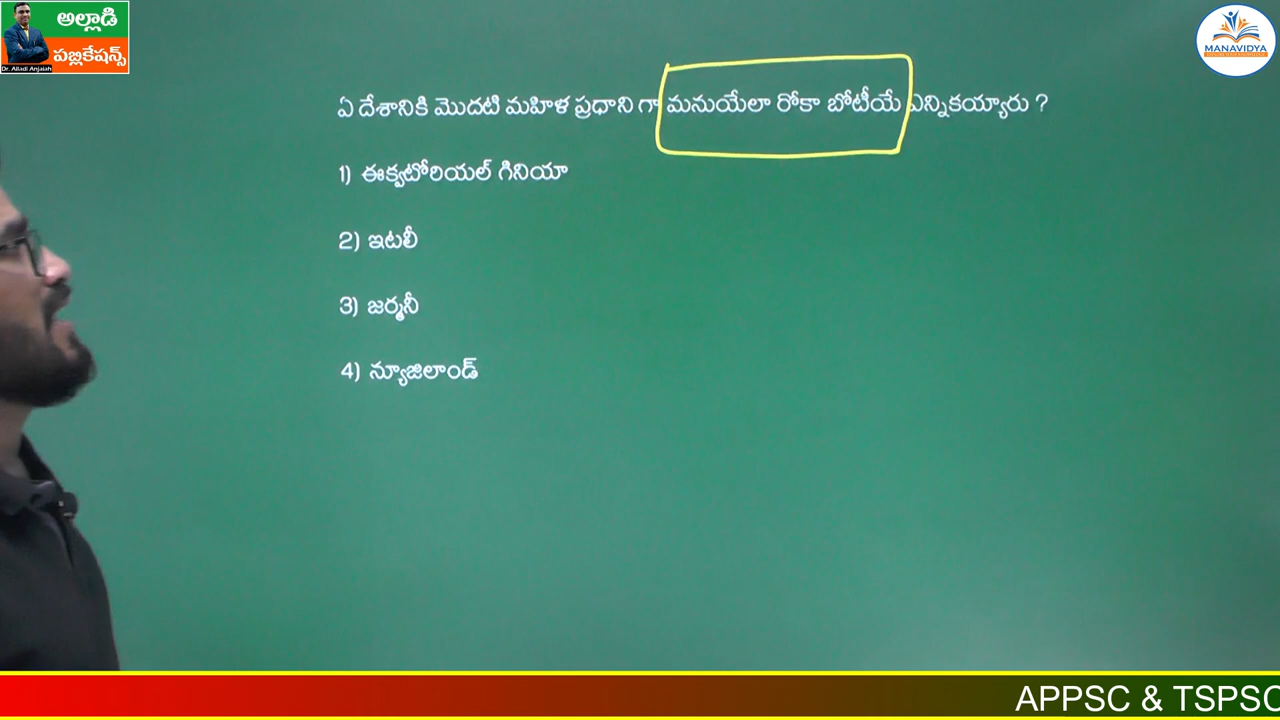 అల్లాడి
పబ్లికేషన్స్
Dr. Alladi Anjaiah
MANAVIDYA
ఏ దేశానికి మొదటి మహిళ ప్రధాని గా మనుయేలా రోకా బోటీయే ఎన్నికయ్యారు ?
1) ఈక్వటోరియల్ గినియా
2) ఇటలీ
3) జర్మనీ
4) న్యూజిలాండ్
APPSC & TSPSC